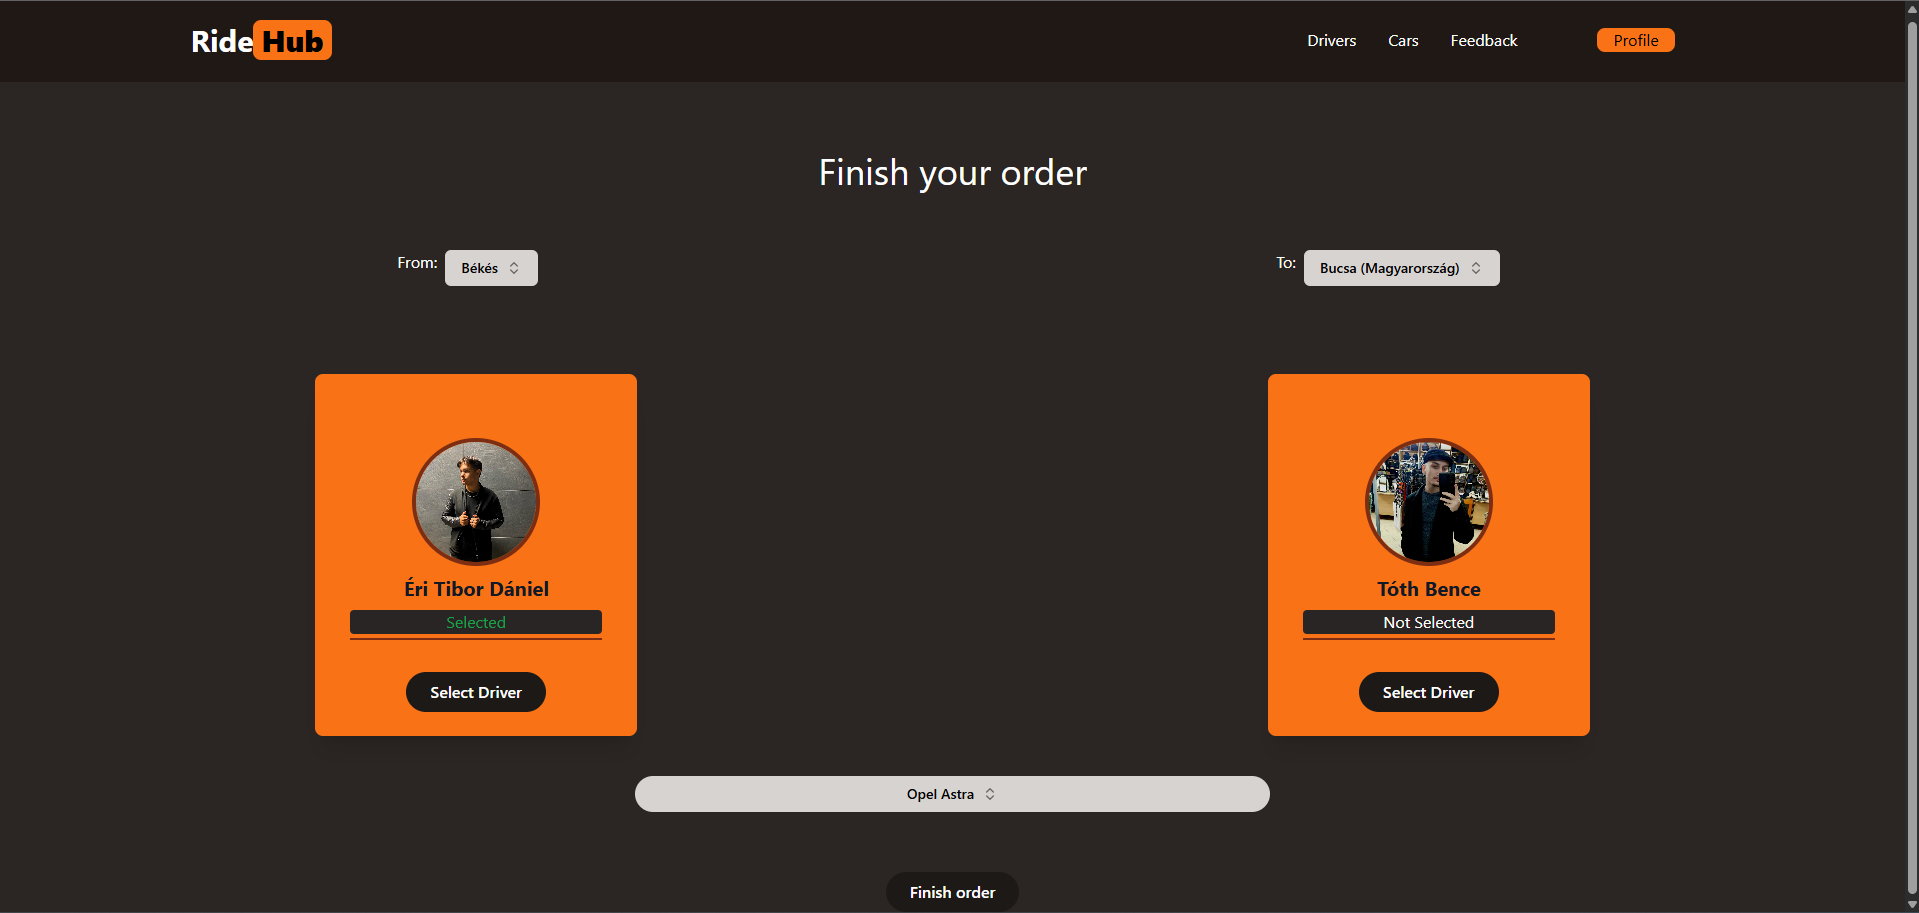 Ride Hub
Drivers
Cars
Feedback
Profile
Finish your order
From: Békés
To: Bucsa (Magyarország)
Éri Tibor Dániel
Selected
Select Driver
Tóth Bence
Not Selected
Select Driver
Opel Astra
Finish order